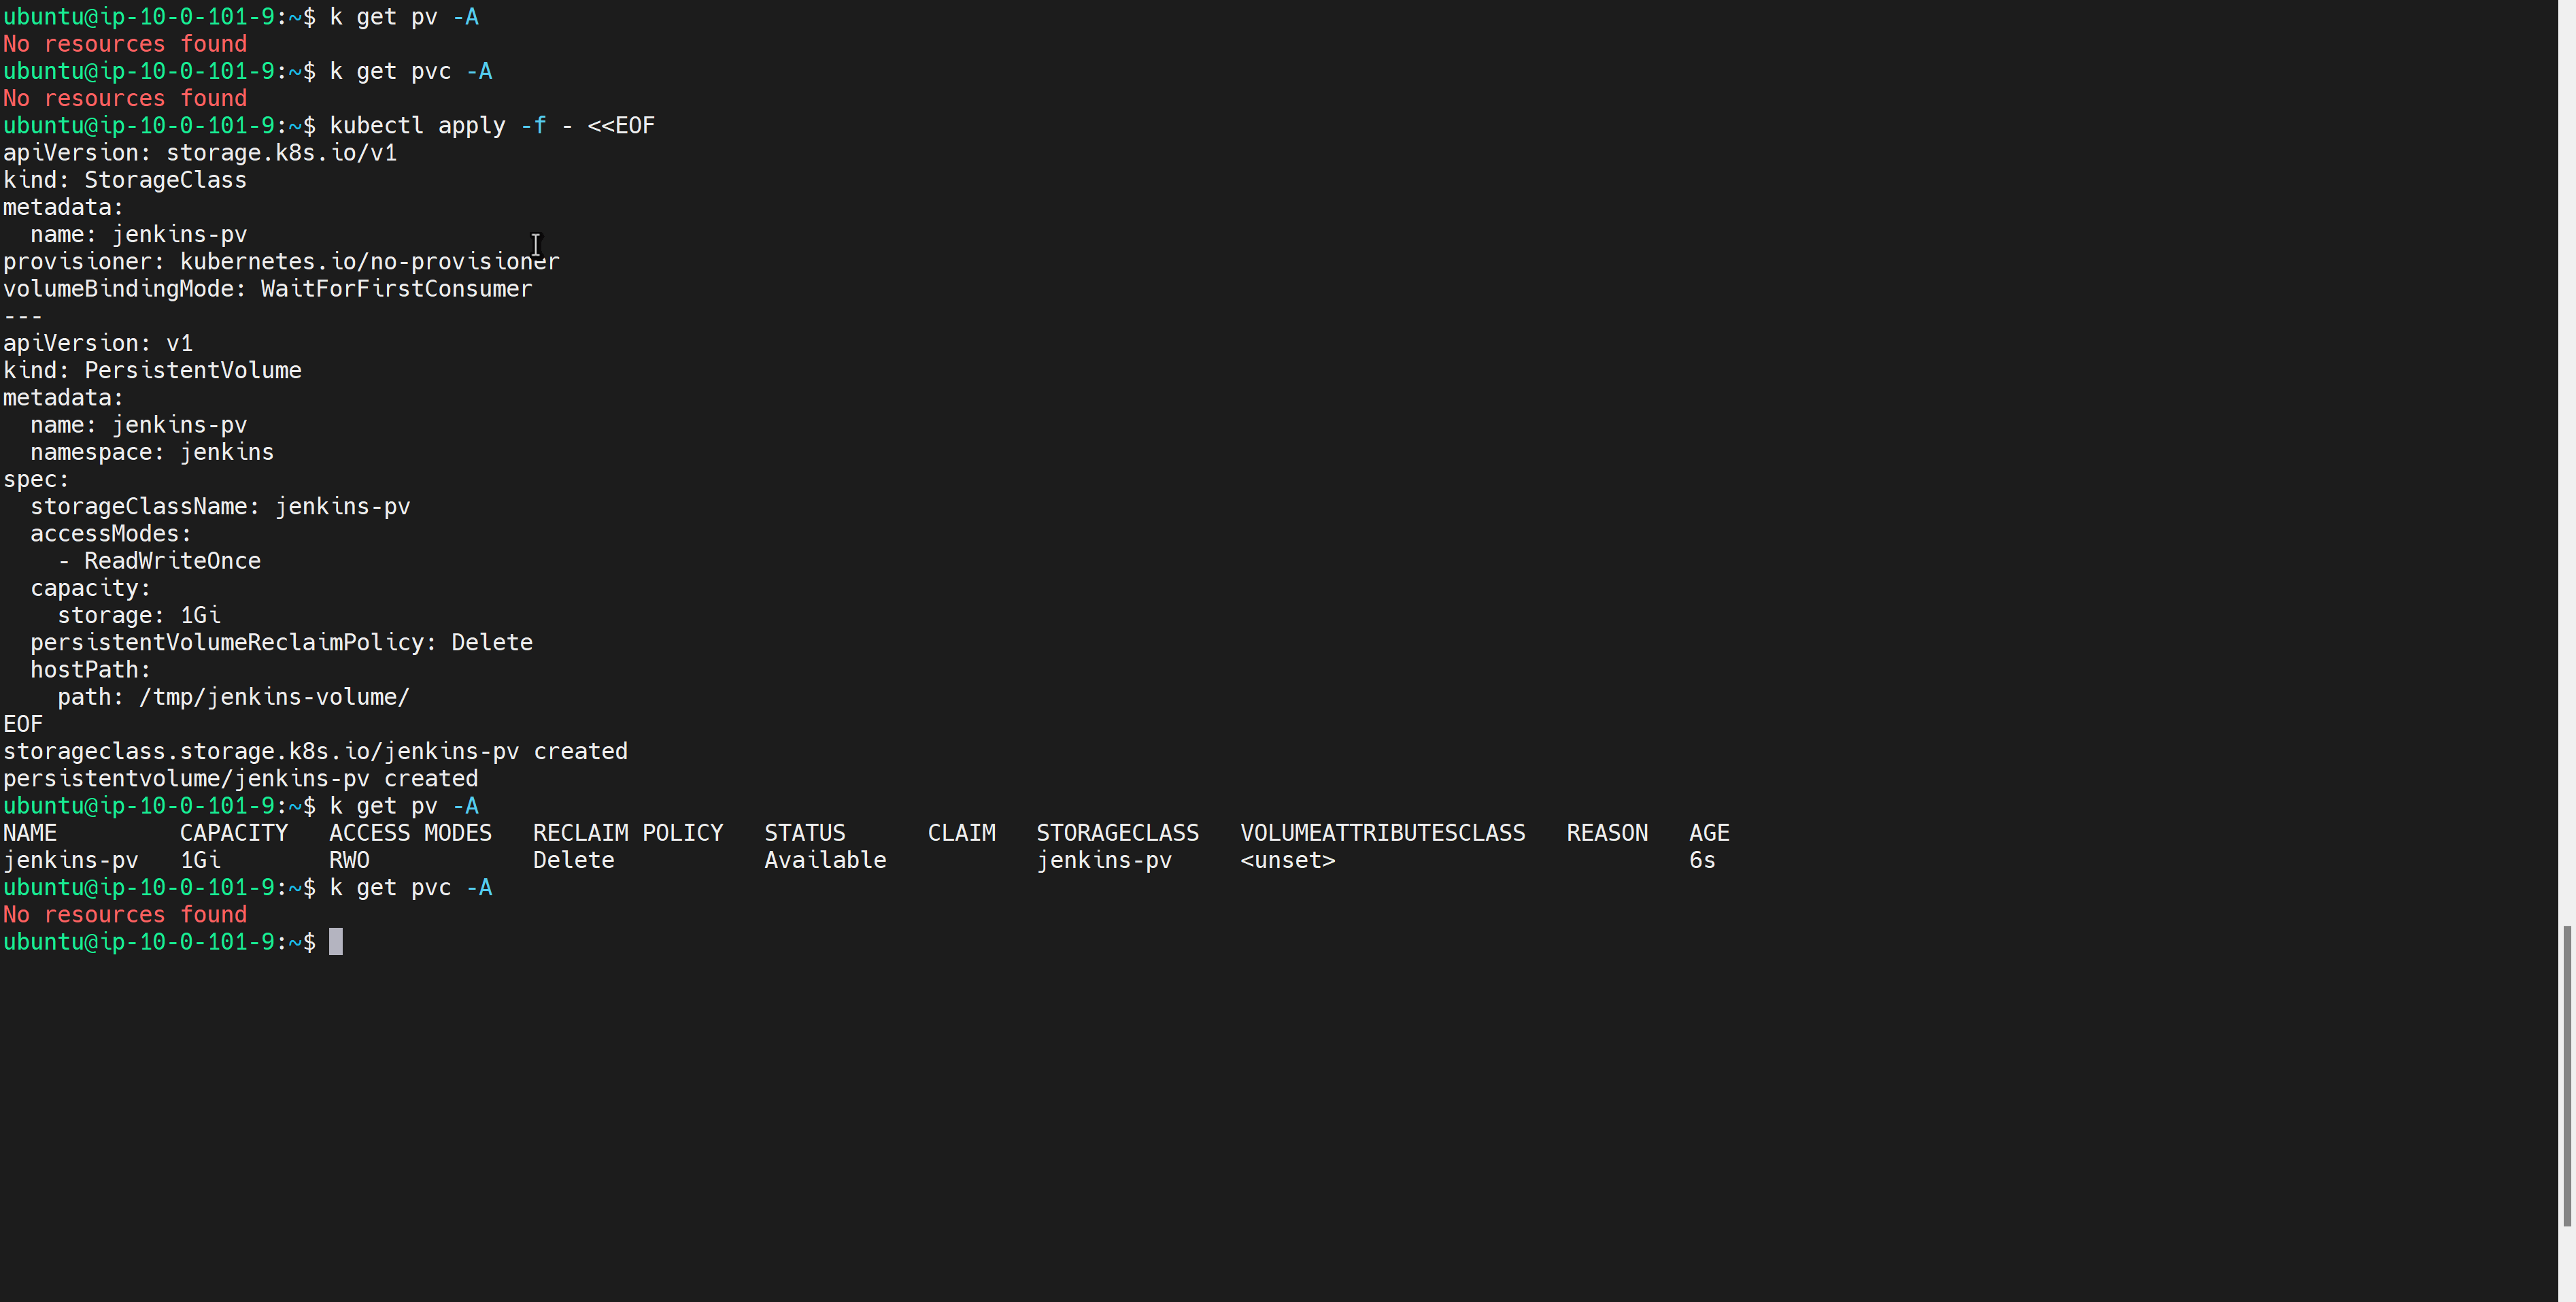 ubuntu@ip-10-0-101-9:~$ k get pv -A
No resources found
ubuntu@ip-10-0-101-9:~$ k get pvc -A
No resources found
ubuntu@ip-10-0-101-9:~$ kubectl apply -f - <<EOF
apiVersion: storage.k8s.io/v1
kind: StorageClass
metadata:
  name: jenkins-pv
provisioner: kubernetes.io/no-provisioner
volumeBindingMode: WaitForFirstConsumer
---
apiVersion: v1
kind: PersistentVolume
metadata:
  name: jenkins-pv
  namespace: jenkins
spec:
  storageClassName: jenkins-pv
  accessModes:
    - ReadWriteOnce
  capacity:
    storage: 1Gi
  persistentVolumeReclaimPolicy: Delete
  hostPath:
    path: /tmp/jenkins-volume/
EOF
storageclass.storage.k8s.io/jenkins-pv created
persistentvolume/jenkins-pv created
ubuntu@ip-10-0-101-9:~$ k get pv -A
NAME         CAPACITY   ACCESS MODES   RECLAIM POLICY   STATUS      CLAIM   STORAGECLASS   VOLUMEATTRIBUTESCLASS   REASON   AGE
jenkins-pv   1Gi        RWO            Delete           Available           jenkins-pv     <unset>                          6s
ubuntu@ip-10-0-101-9:~$ k get pvc -A
No resources found
ubuntu@ip-10-0-101-9:~$